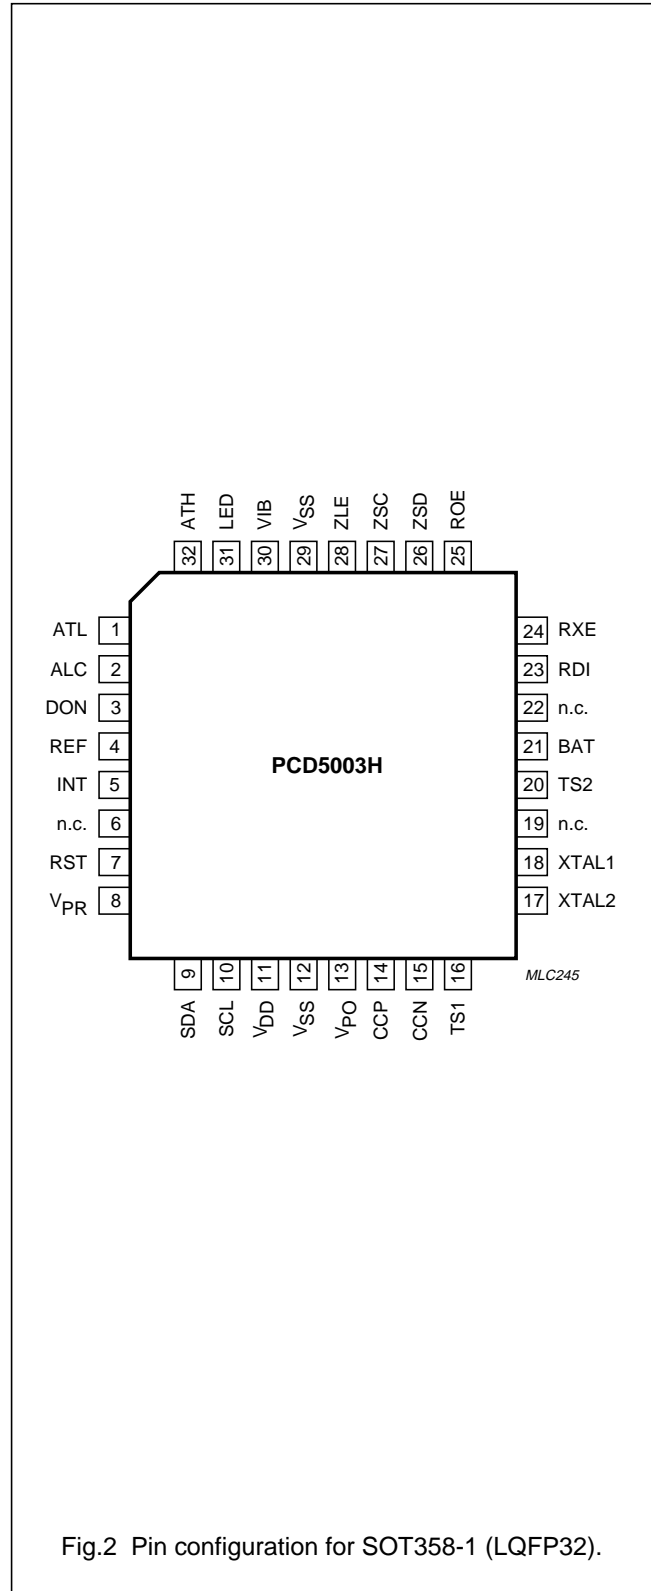 ATH LED VIB VSS ZLE ZSC ZSD ROE
32 31 30 29 28 27 26 25
ATL 1
ALC 2
DON 3
REF 4
INT 5
n.c. 6
RST 7
VPR 8
PCD5003H
24 RXE
23 RDI
22 n.c.
21 BAT
20 TS2
19 n.c.
18 XTAL1
17 XTAL2
9 10 11 12 13 14 15 16
SDA SCL VDD VSS VPO CCP CCN TS1
MLC245
Fig.2 Pin configuration for SOT358-1 (LQFP32).